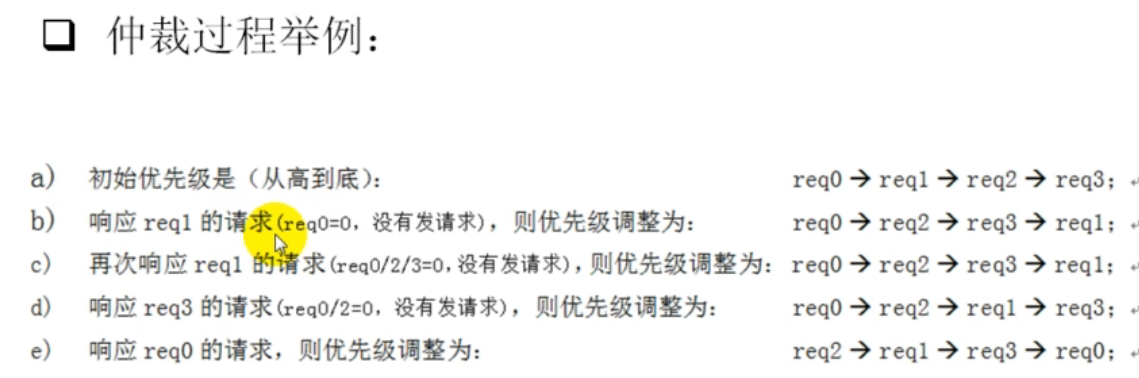 仲裁过程举例：
a) 初始优先级是（从高到底）： req0 → req1 → req2 → req3；
b) 响应 req1 的请求(req0=0，没有发请求)，则优先级调整为： req0 → req2 → req3 → req1；
c) 再次响应 req1 的请求(req0/2/3=0,没有发请求),则优先级调整为： req0 → req2 → req3 → req1；
d) 响应 req3 的请求(req0/2=0，没有发请求)，则优先级调整为： req0 → req2 → req1 → req3；
e) 响应 req0 的请求，则优先级调整为： req2 → req1 → req3 → req0；